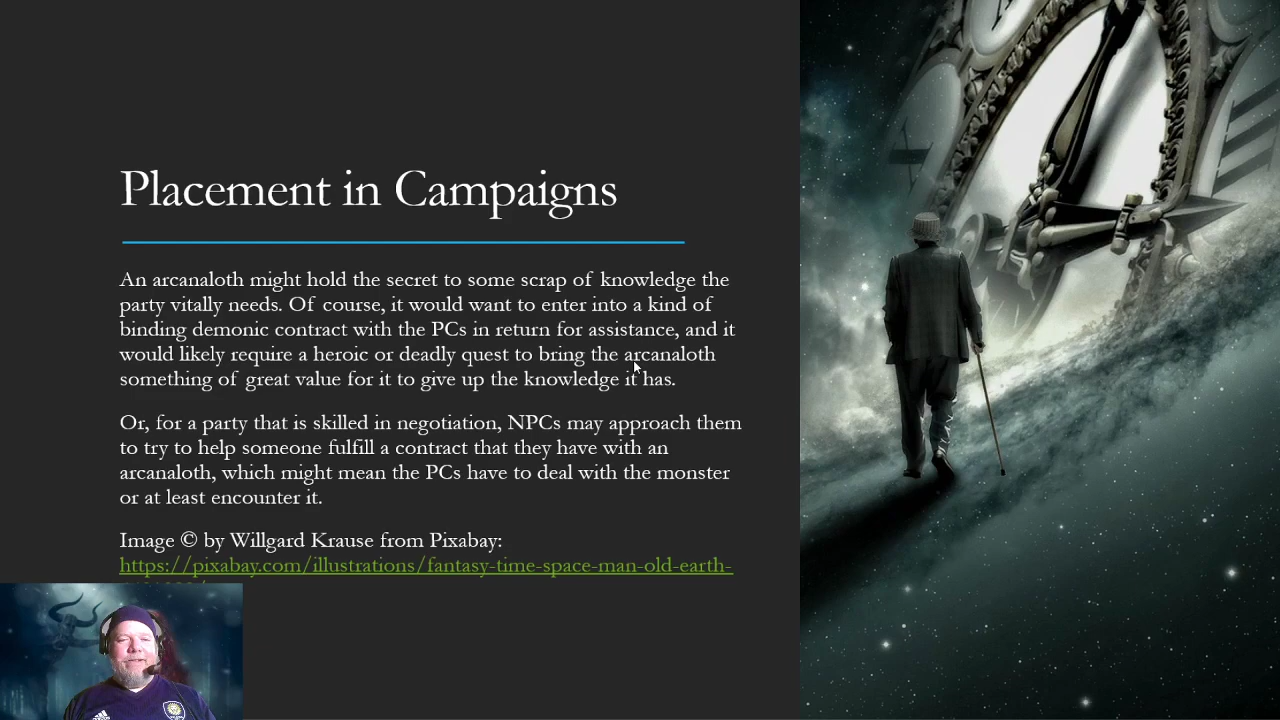 Placement in Campaigns
An arcanaloth might hold the secret to some scrap of knowledge the
party vitally needs. Of course, it would want to enter into a kind of
binding demonic contract with the PCs in return for assistance, and it
would likely require a heroic or deadly quest to bring the arcanaloth
something of great value for it to give up the knowledge it has.
Or, for a party that is skilled in negotiation, NPCs may approach them
to try to help someone fulfill a contract that they have with an
arcanaloth, which might mean the PCs have to deal with the monster
or at least encounter it.
Image © by Willgard Krause from Pixabay:
https://pixabay.com/illustrations/fantasy-time-space-man-old-earth-